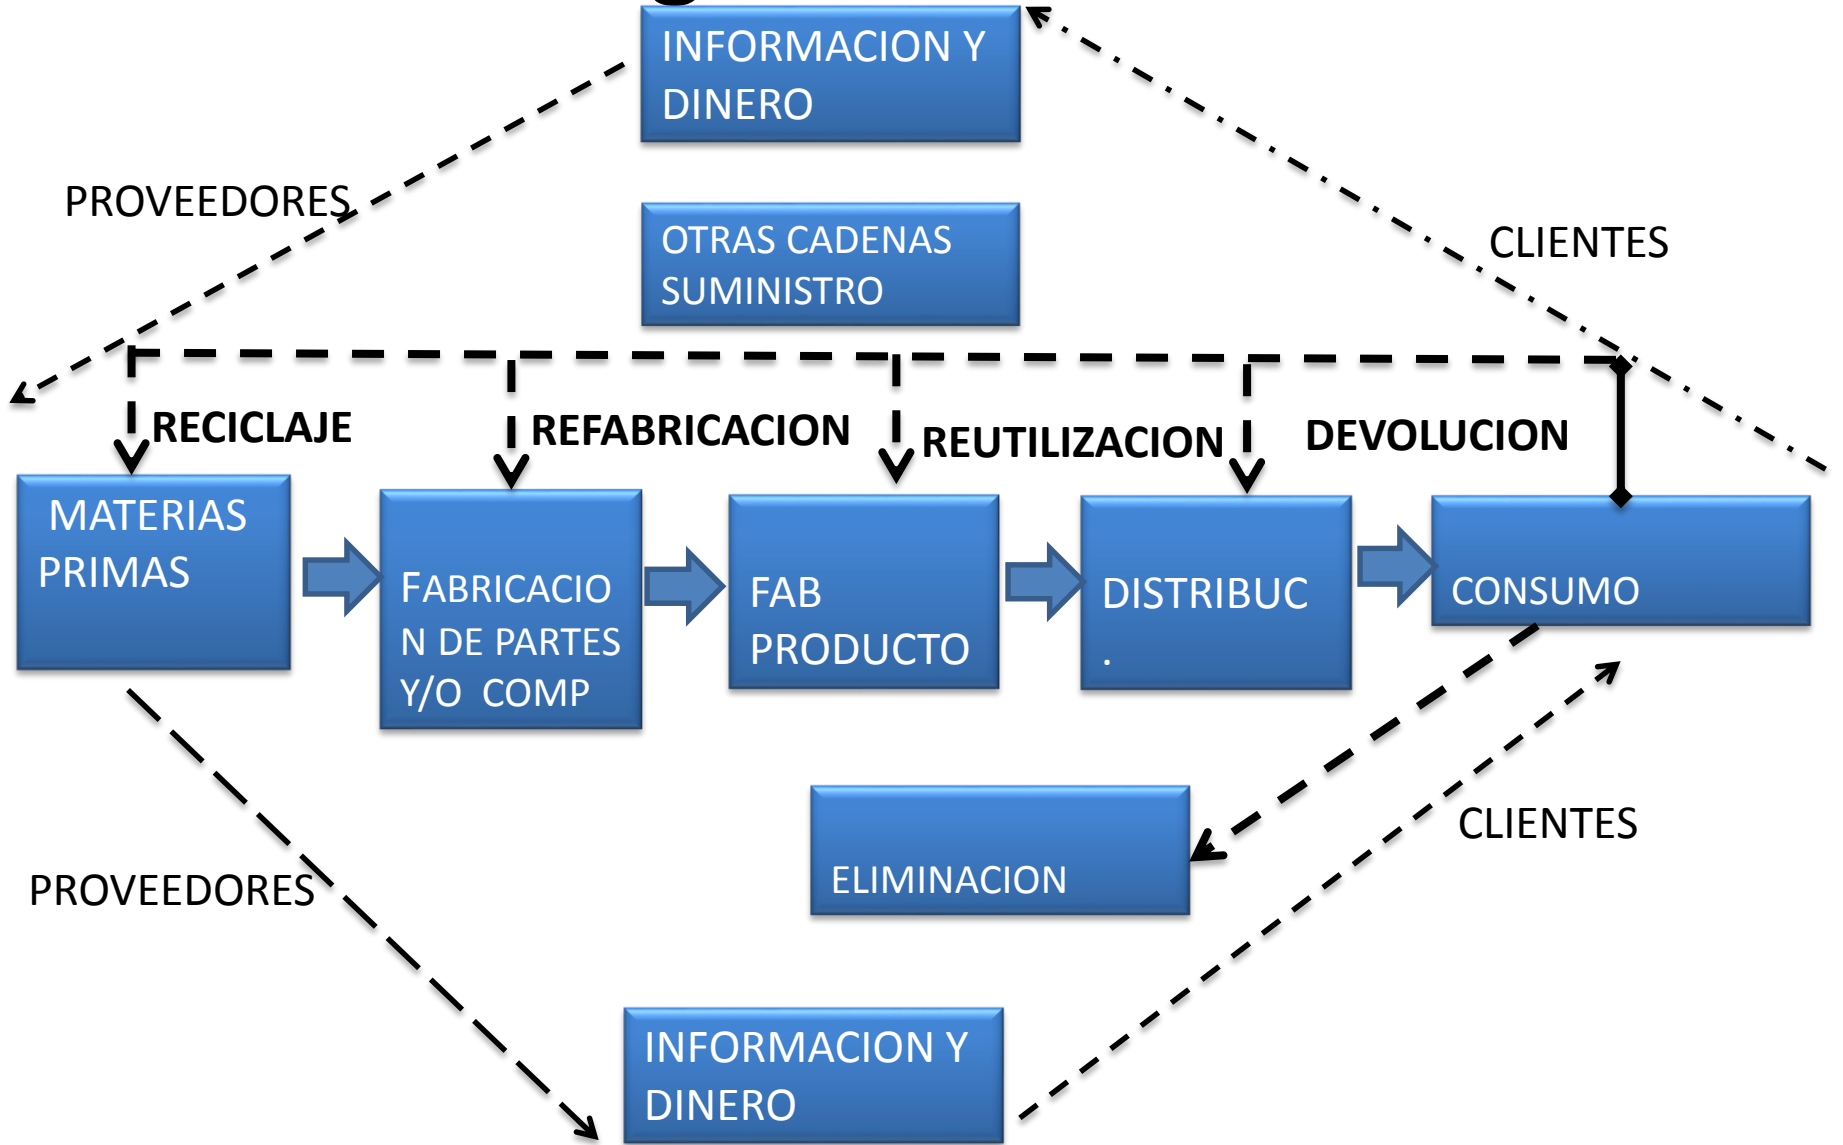 INFORMACION Y
DINERO
PROVEEDORES
OTRAS CADENAS
SUMINISTRO
CLIENTES
RECICLAJE
REFABRICACION
REUTILIZACION
DEVOLUCION
MATERIAS
PRIMAS
FABRICACIO
N DE PARTES
Y/O COMP
FAB
PRODUCTO
DISTRIBUC
.
CONSUMO
ELIMINACION
CLIENTES
PROVEEDORES
INFORMACION Y
DINERO